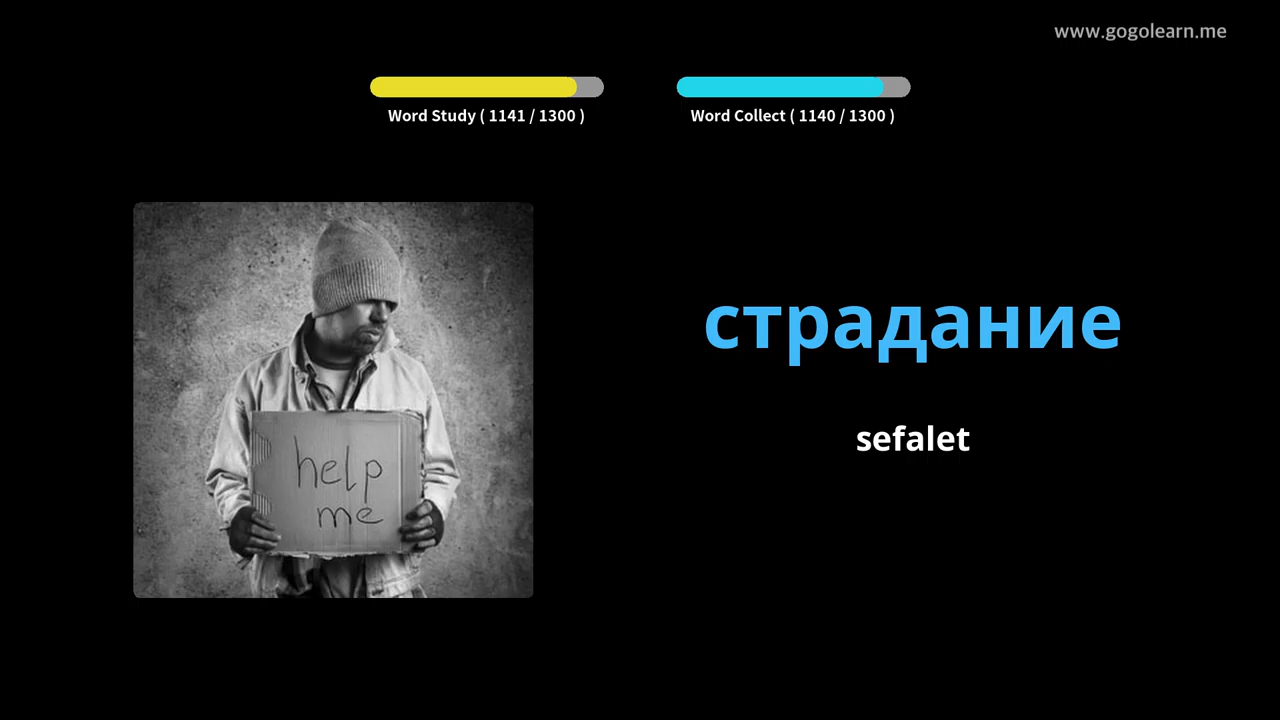 www.gogolearn.me
Word Study ( 1141 / 1300 )
Word Collect ( 1140 / 1300 )
help
me
страдание
sefalet